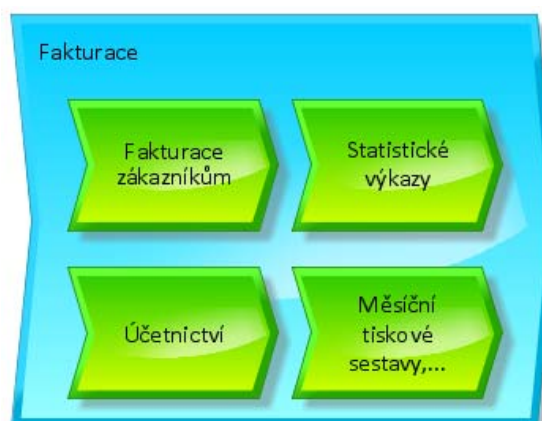 Fakturace
Fakturace
zákazníkům
Statistické
výkazy
Účetnictví
Měsíční
tiskové
sestavy,...